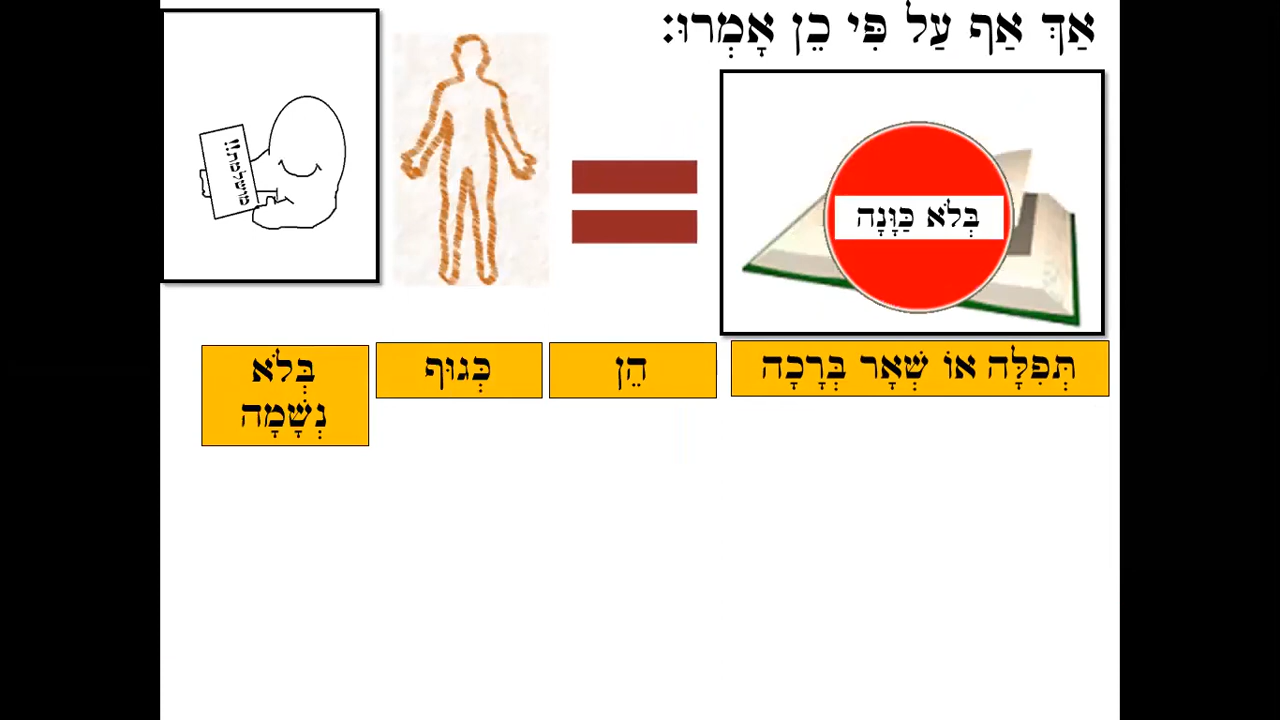 אַךְ אַף עַל פִּי כֵן אָמְרוּ:
בְּלֹא כַּוָּנָה
תְּפִלָּה אוֹ שְׁאָר בְּרָכָה
הֵן
כְּגוּף
בְּלֹא
נְשָׁמָה